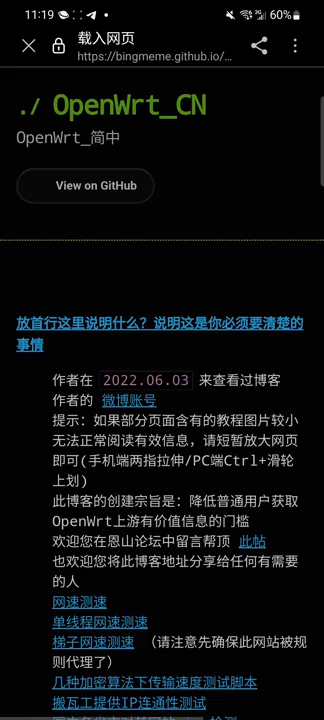 11:19
3G
60%
载入网页
https://bingmeme.github.io/...
./ OpenWrt_CN
OpenWrt_简中
View on GitHub
放首行这里说明什么？说明这是你必须要清楚的
事情
作者在 2022.06.03 来查看过博客
作者的 微博账号
提示：如果部分页面含有的教程图片较小
无法正常阅读有效信息，请短暂放大网页
即可(手机端两指拉伸/PC端Ctrl+滑轮
上划)
此博客的创建宗旨是：降低普通用户获取
OpenWrt上游有价值信息的门槛
欢迎您在恩山论坛中留言帮顶 此帖
也欢迎您将此博客地址分享给任何有需要
的人
网速测速
单线程网速测速
梯子网速测速 （请注意先确保此网站被规
则代理了）
几种加密算法下传输速度测试脚本
搬瓦工提供IP连通性测试